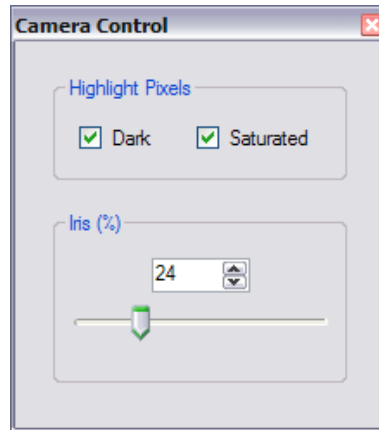 Camera Control
Highlight Pixels
Dark Saturated
Iris (%)
24